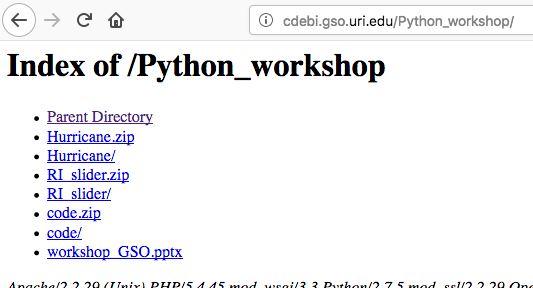 cdebi.gso.uri.edu/Python_workshop/
Index of /Python_workshop
Parent Directory
Hurricane.zip
Hurricane/
RI_slider.zip
RI_slider/
code.zip
code/
workshop_GSO.pptx
Apache/2.2.29 (Unix) PHP/5.4.45 mod_wsgi/3.3 Python/2.7.5 mod_ssl/2.2.29